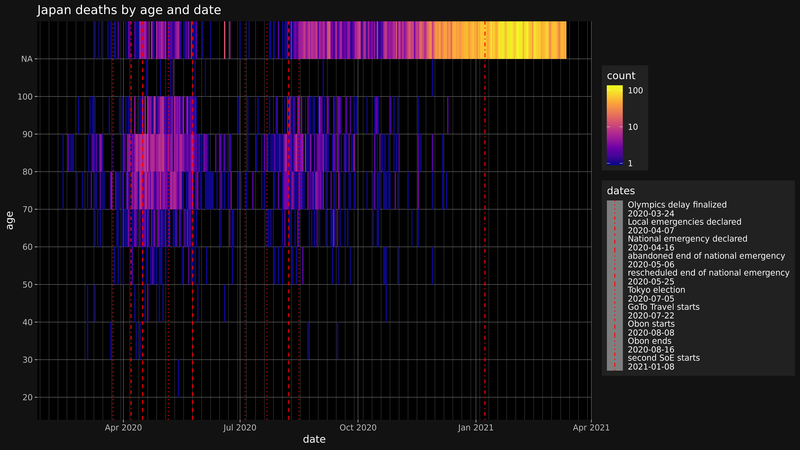 Japan deaths by age and date
NA
100
90
80
70
60
50
40
30
20
age
Apr 2020
Jul 2020
Oct 2020
Jan 2021
Apr 2021
date
count
100
10
1
dates
Olympics delay finalized
2020-03-24
Local emergencies declared
2020-04-07
National emergency declared
2020-04-16
abandoned end of national emergency
2020-05-06
rescheduled end of national emergency
2020-05-25
Tokyo election
2020-07-05
GoTo Travel starts
2020-07-22
Obon starts
2020-08-08
Obon ends
2020-08-16
second SoE starts
2021-01-08